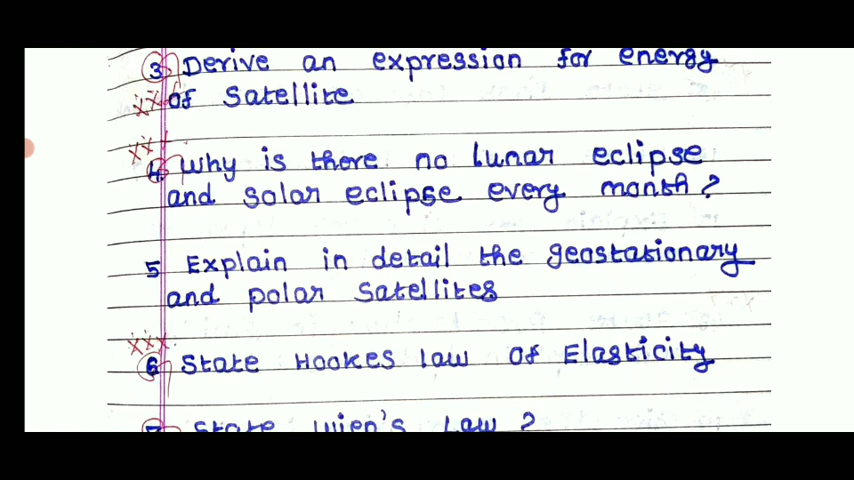 3 Derive an expression for energy
of Satellite
4 Why is there no lunar eclipse
and solar eclipse every month?
5 Explain in detail the geostationary
and polar Satellites
6 State Hookes law of Elasticity
7 State Wien's Law?